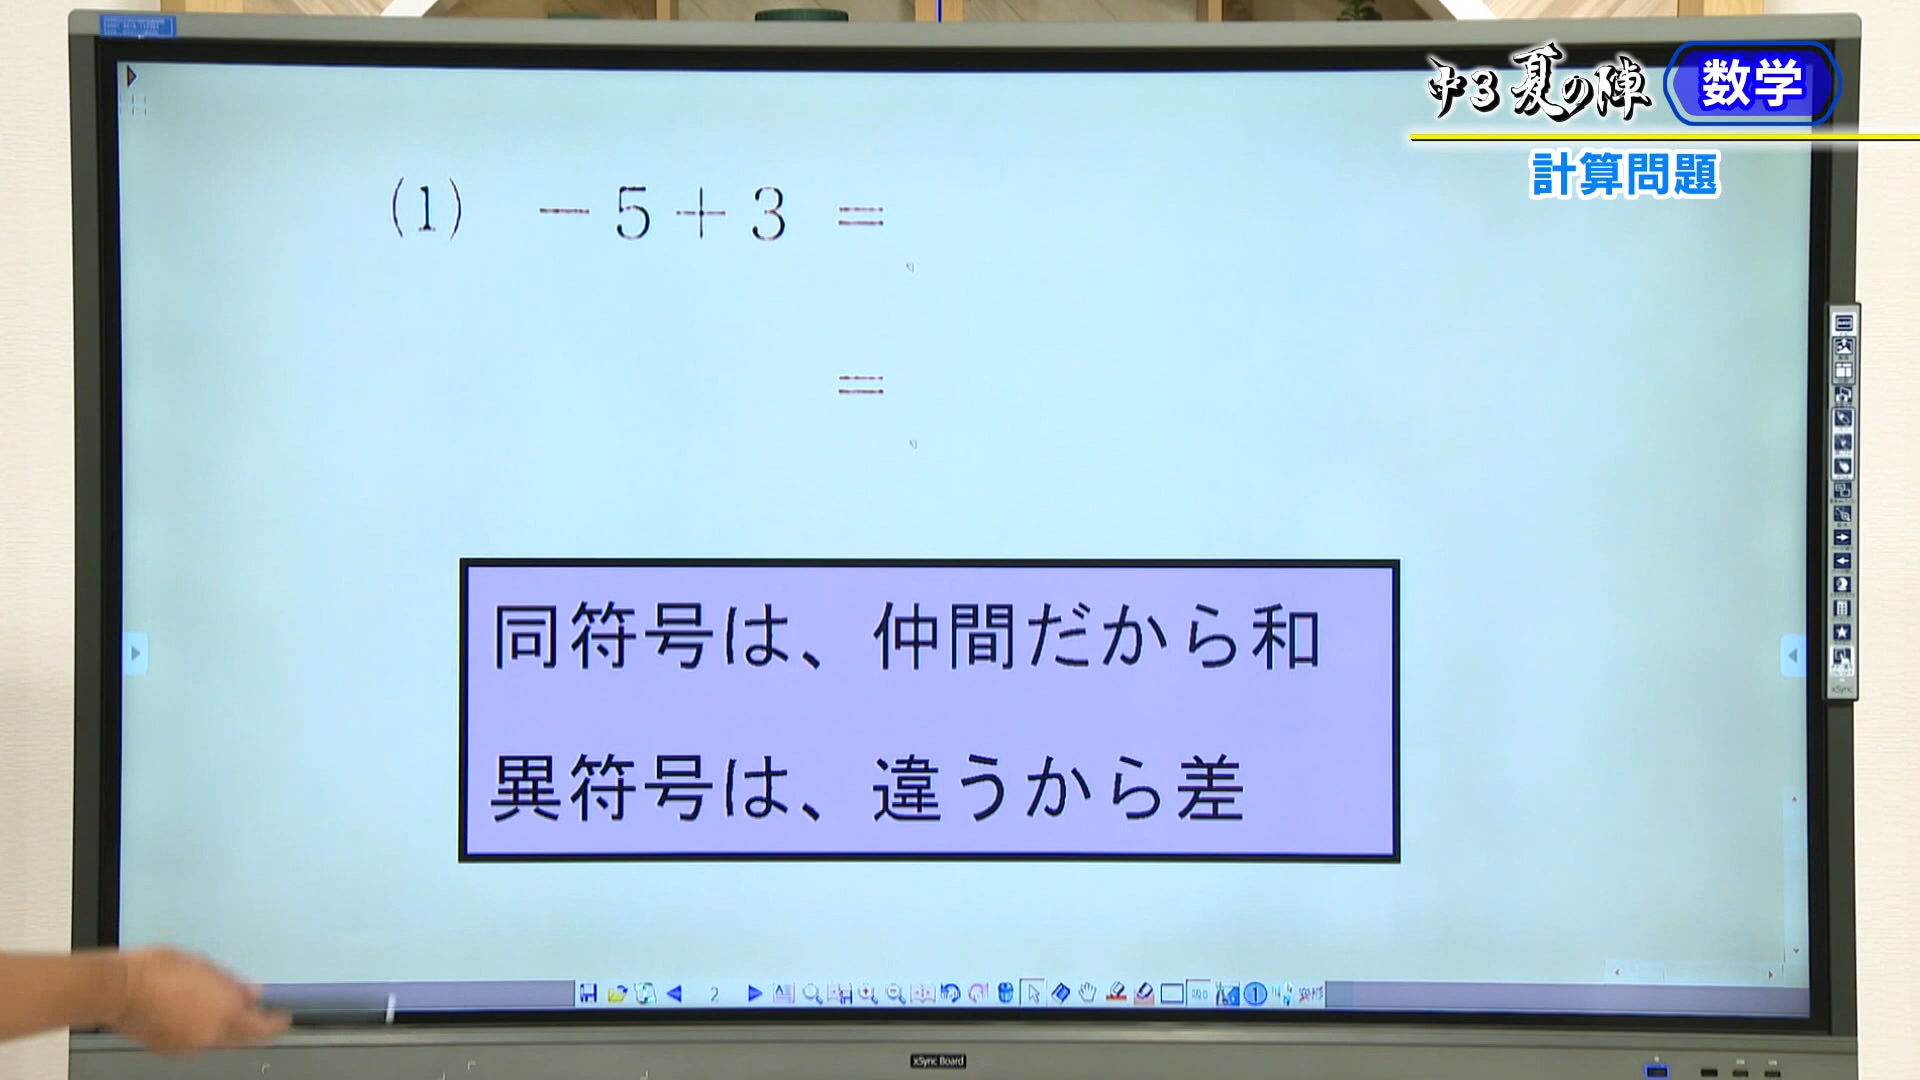 中3 夏の陣 数学
計算問題
(1) －5＋3 ＝
＝
同符号は、仲間だから和
異符号は、違うから差
2
xSync Board